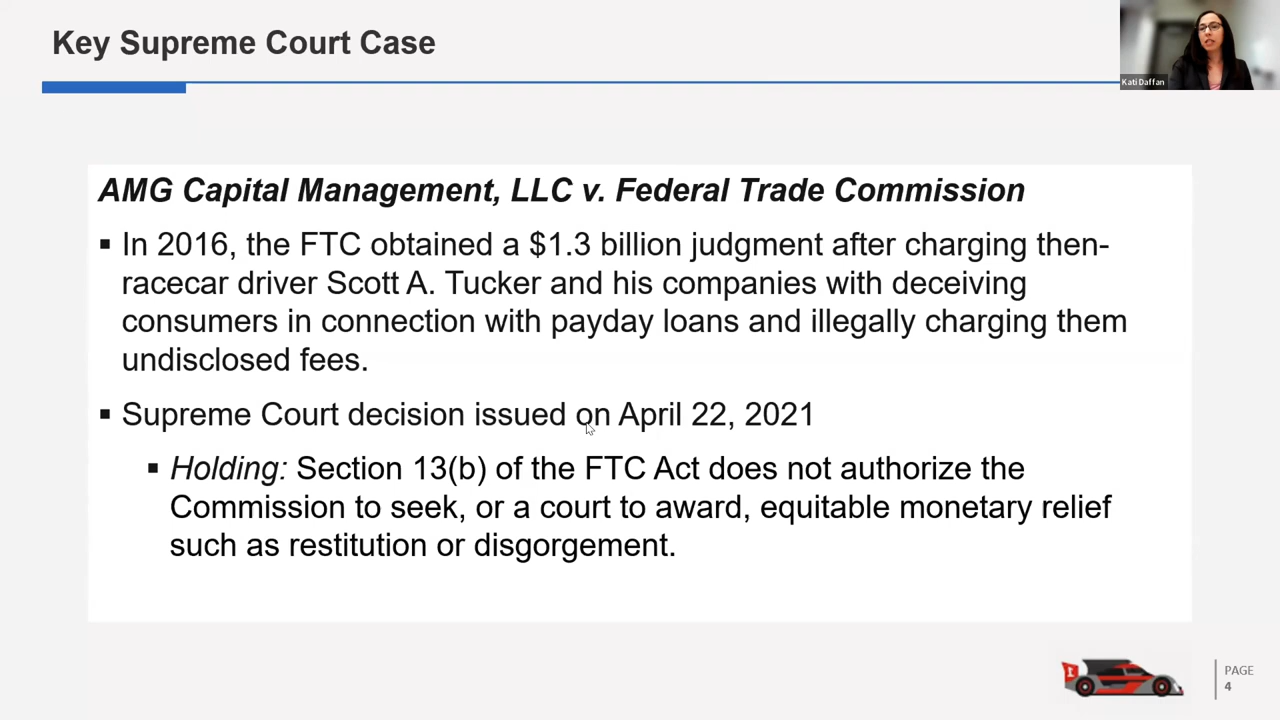 Key Supreme Court Case
Kati Daffan
AMG Capital Management, LLC v. Federal Trade Commission
▪ In 2016, the FTC obtained a $1.3 billion judgment after charging then-
racecar driver Scott A. Tucker and his companies with deceiving
consumers in connection with payday loans and illegally charging them
undisclosed fees.
▪ Supreme Court decision issued on April 22, 2021
▪ Holding: Section 13(b) of the FTC Act does not authorize the
Commission to seek, or a court to award, equitable monetary relief
such as restitution or disgorgement.
1
PAGE
4